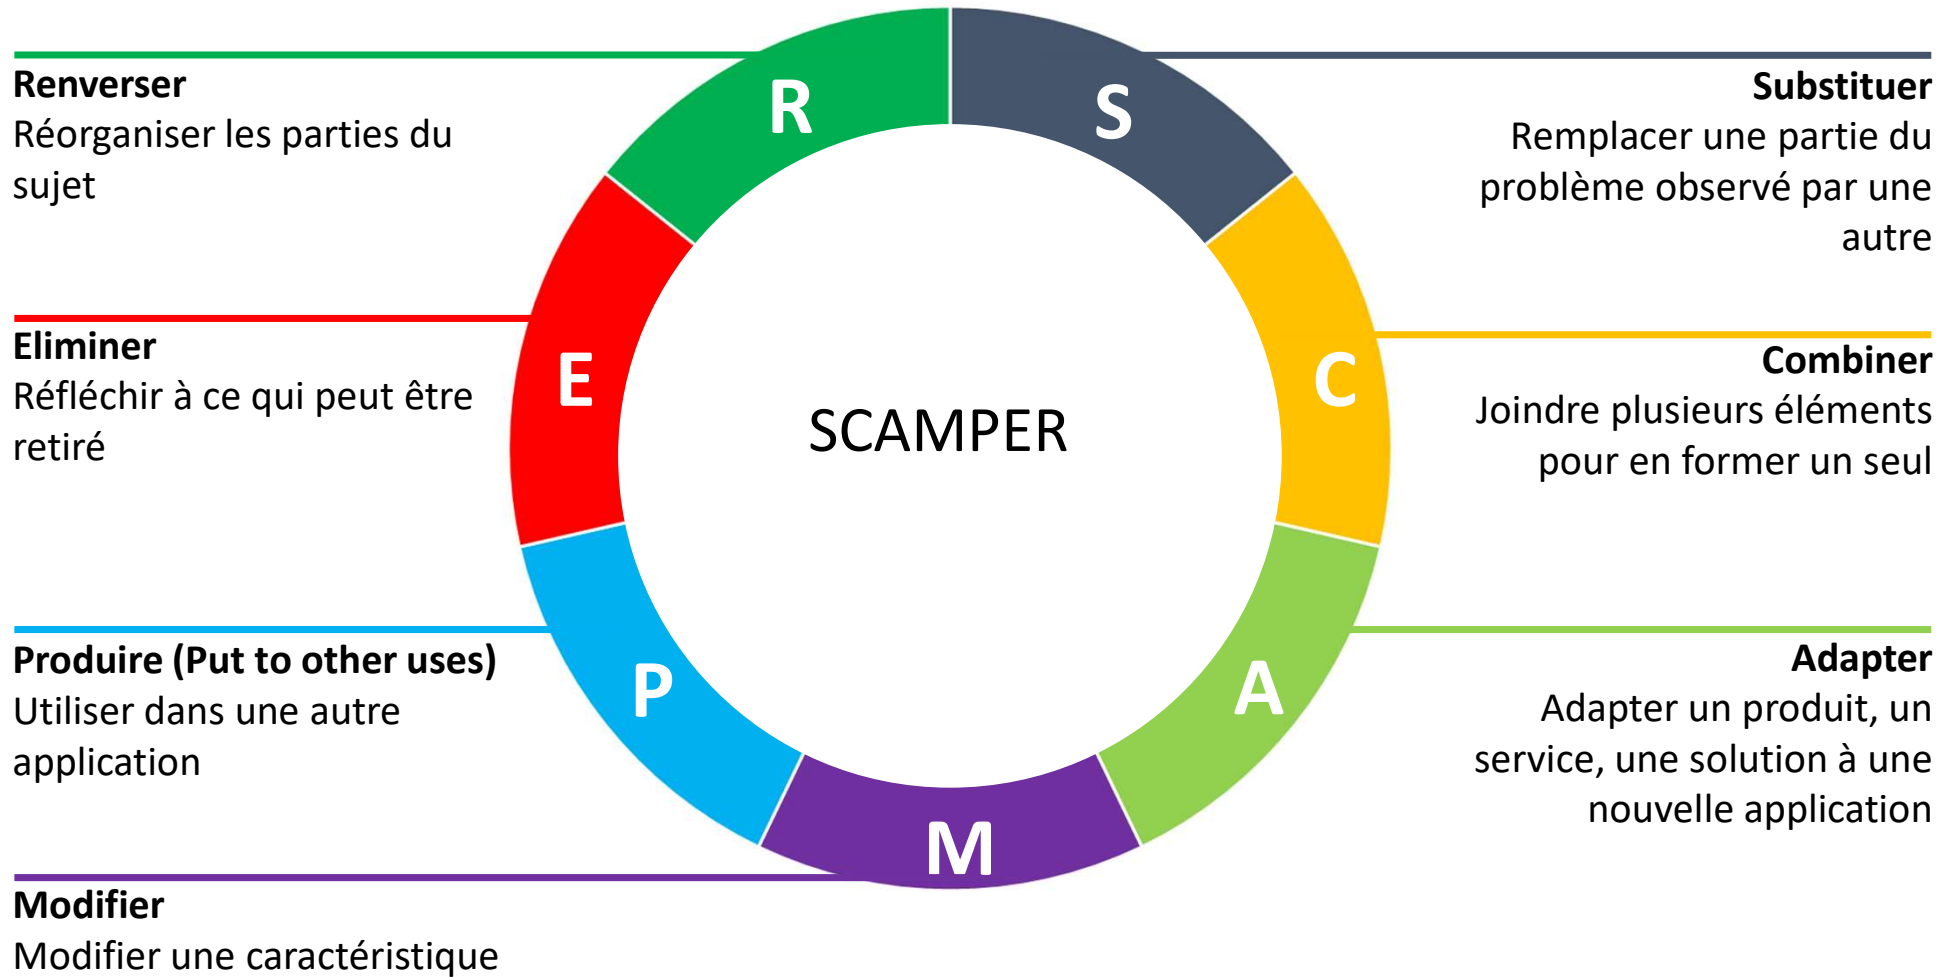 R
S
Renverser
Réorganiser les parties du
sujet
Substituer
Remplacer une partie du
problème observé par une
autre
Eliminer
Réfléchir à ce qui peut être
retiré
E
SCAMPER
C
Combiner
Joindre plusieurs éléments
pour en former un seul
Produire (Put to other uses)
Utiliser dans une autre
application
P
A
Adapter
Adapter un produit, un
service, une solution à une
nouvelle application
M
Modifier
Modifier une caractéristique